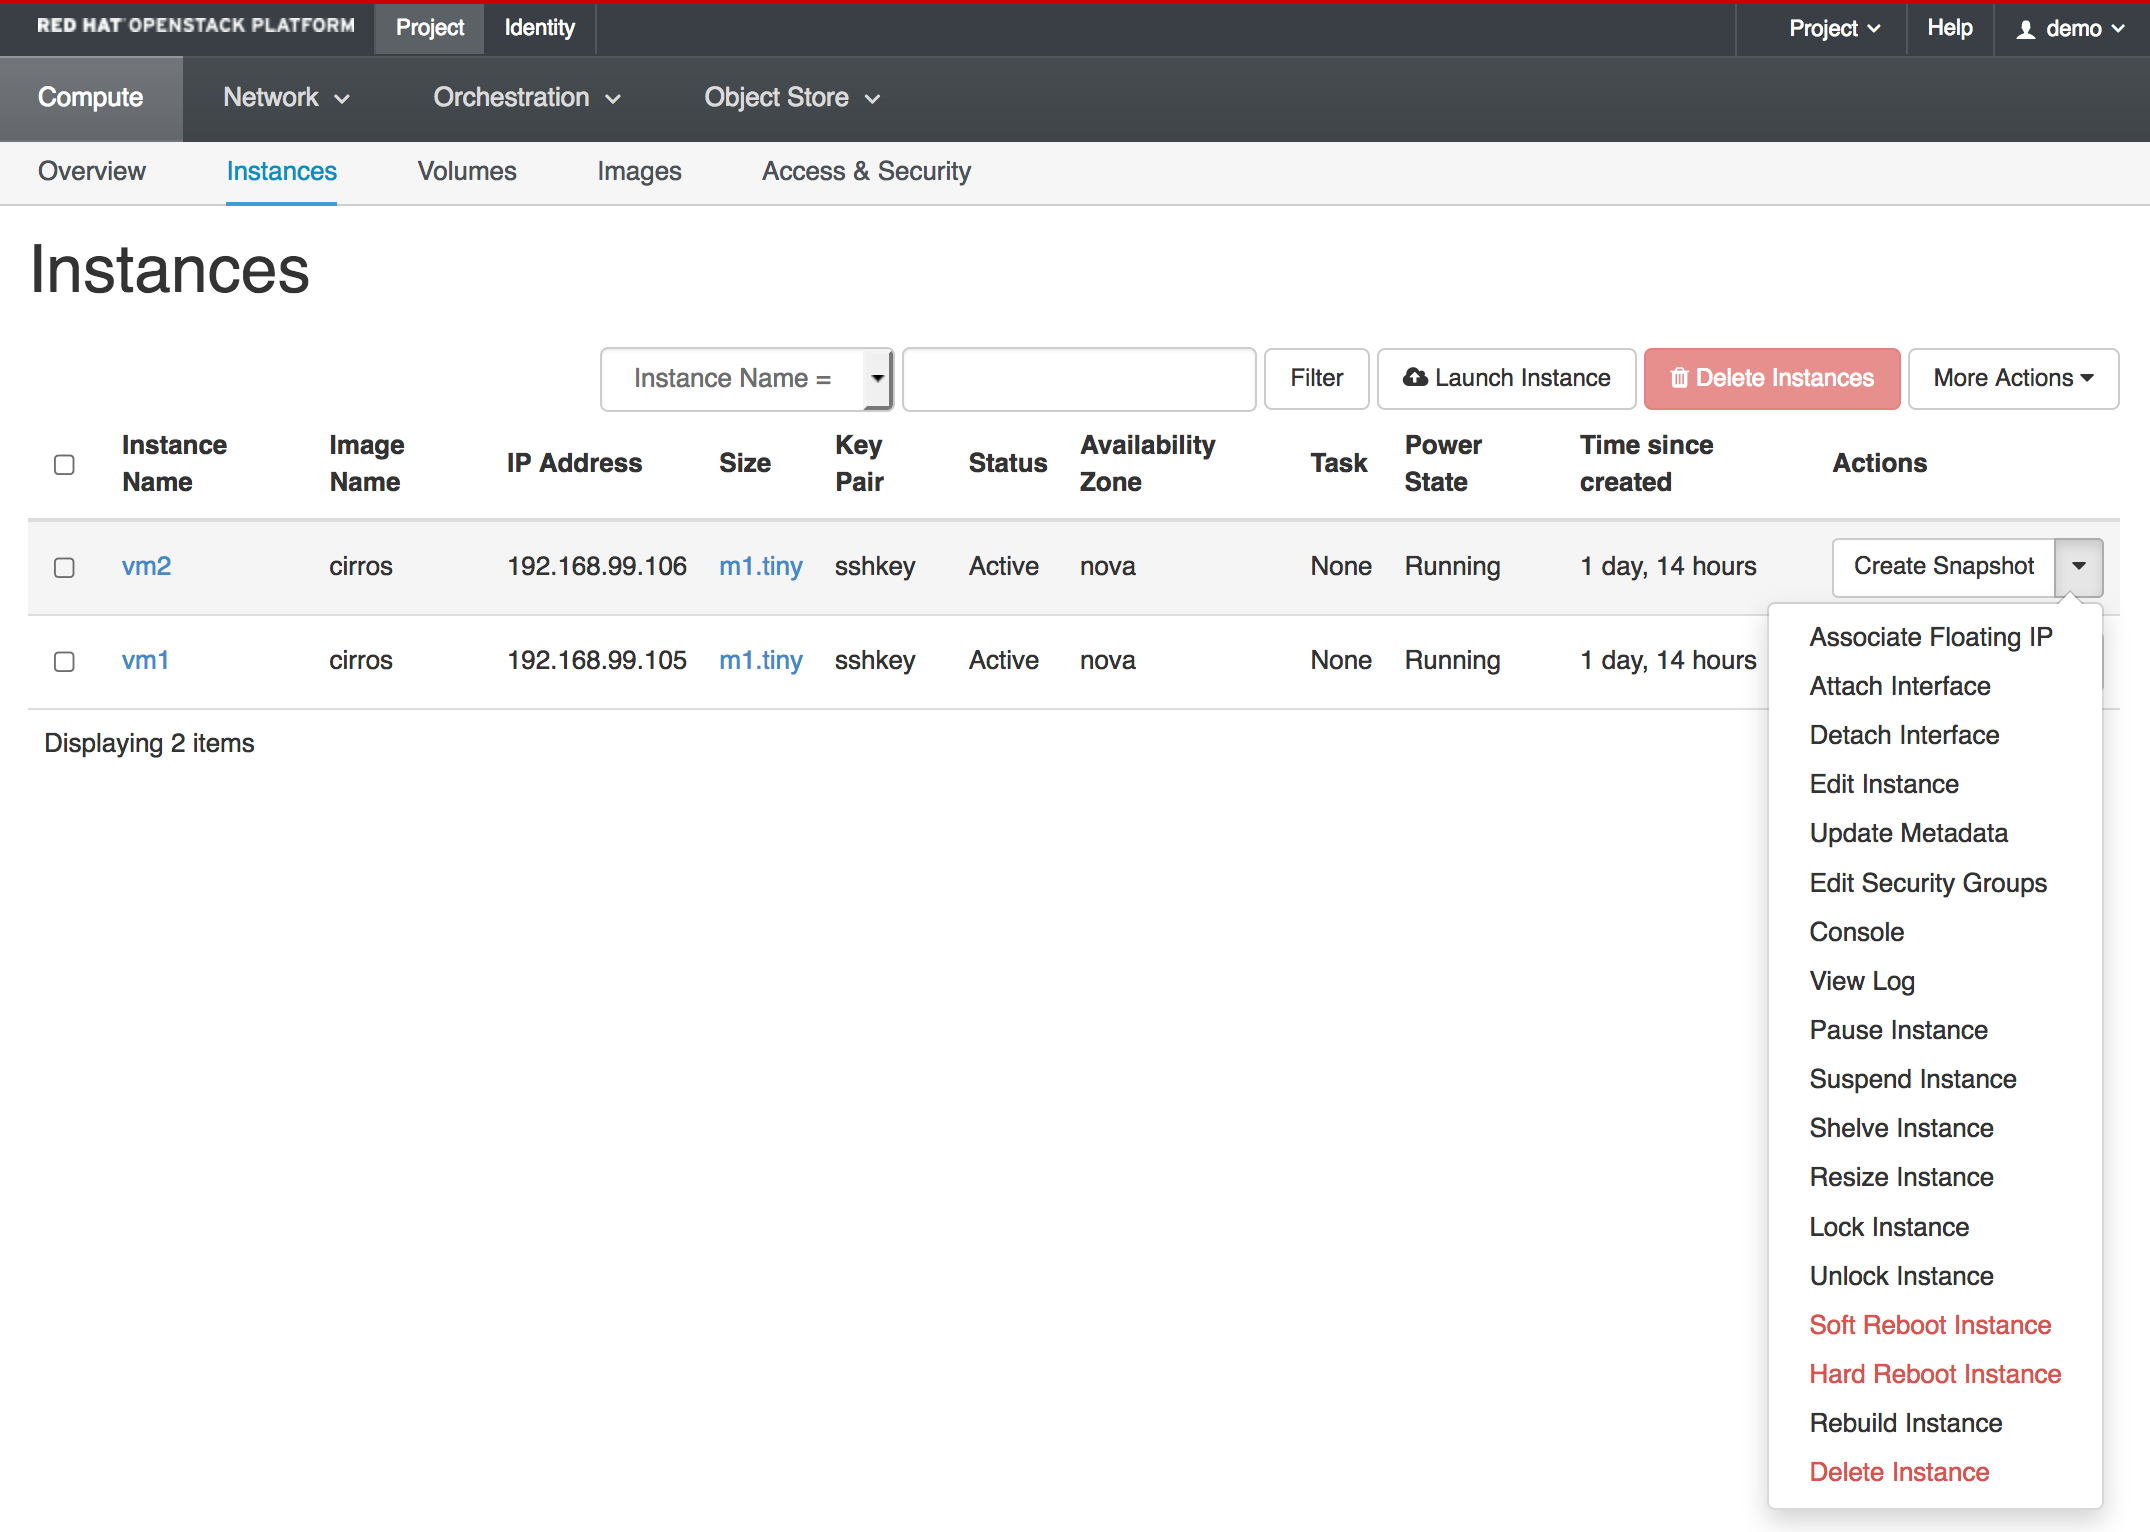 RED HAT OPENSTACK PLATFORM Project Identity Project Help demo
Compute Network Orchestration Object Store
Overview Instances Volumes Images Access & Security
Instances
Instance Name = Filter Launch Instance Delete Instances More Actions
Instance Name Image Name IP Address Size Key Pair Status Availability Zone Task Power State Time since created Actions
vm2 cirros 192.168.99.106 m1.tiny sshkey Active nova None Running 1 day, 14 hours Create Snapshot
vm1 cirros 192.168.99.105 m1.tiny sshkey Active nova None Running 1 day, 14 hours
Displaying 2 items
Associate Floating IP
Attach Interface
Detach Interface
Edit Instance
Update Metadata
Edit Security Groups
Console
View Log
Pause Instance
Suspend Instance
Shelve Instance
Resize Instance
Lock Instance
Unlock Instance
Soft Reboot Instance
Hard Reboot Instance
Rebuild Instance
Delete Instance